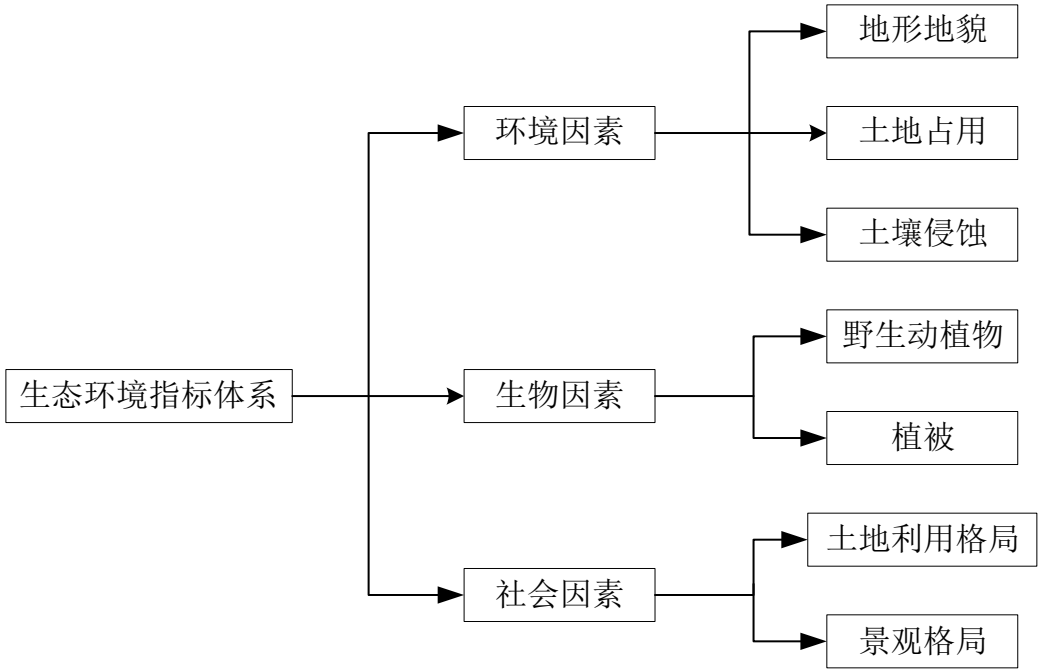 生态环境指标体系
环境因素
地形地貌
土地占用
土壤侵蚀
生物因素
野生动植物
植被
社会因素
土地利用格局
景观格局